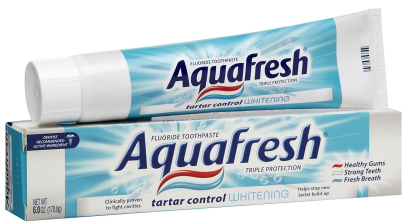 FLUORIDE TOOTHPASTE
Aquafresh
TRIPLE PROTECTION
tartar control WHITENING
DENTIST
RECOMMENDED
ACTIVE INGREDIENT
FLUORIDE TOOTHPASTE
Aquafresh®
TRIPLE PROTECTION
Healthy Gums
Strong Teeth
Fresh Breath
NET WT
6.0oz (170.1g)
Clinically proven
to fight cavities
tartar control WHITENING
Helps stop new
tartar build-up